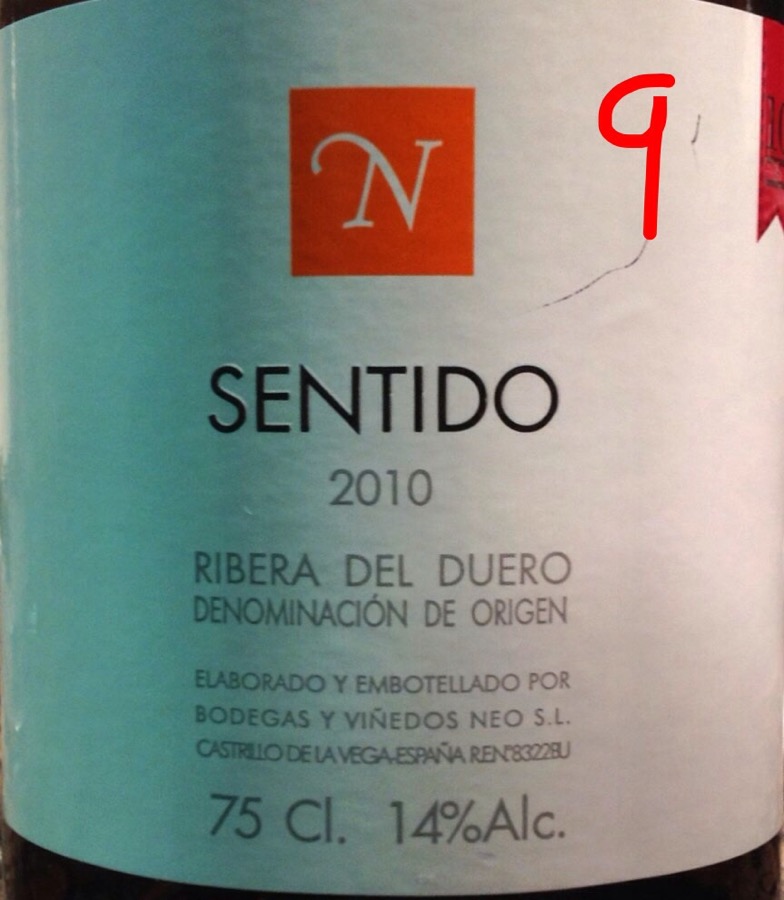 9
N
SENTIDO
2010
RIBERA DEL DUERO
DENOMINACIÓN DE ORIGEN
ELABORADO Y EMBOTELLADO POR
BODEGAS Y VIÑEDOS NEO S.L.
CASTRILLO DE LA VEGA-ESPAÑA R.E.Nº8322BU
75 Cl. 14%Alc.